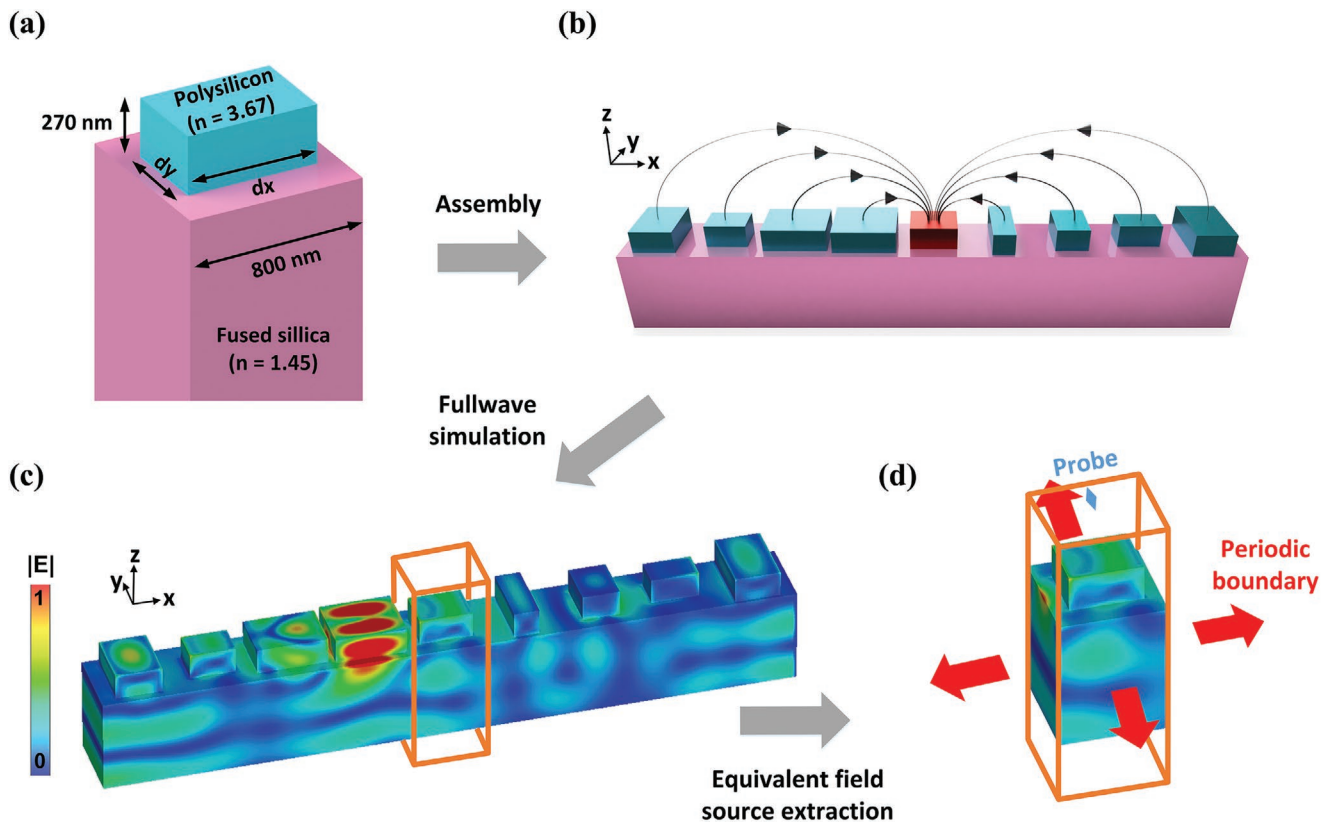 (a)
Polysilicon
(n = 3.67)
270 nm
dy
dx
800 nm
Fused sillica
(n = 1.45)
Assembly
(b)
z
y
x
Fullwave
simulation
(c)
|E|
1
0
z
y
x
Equivalent field
source extraction
(d)
Probe
Periodic
boundary